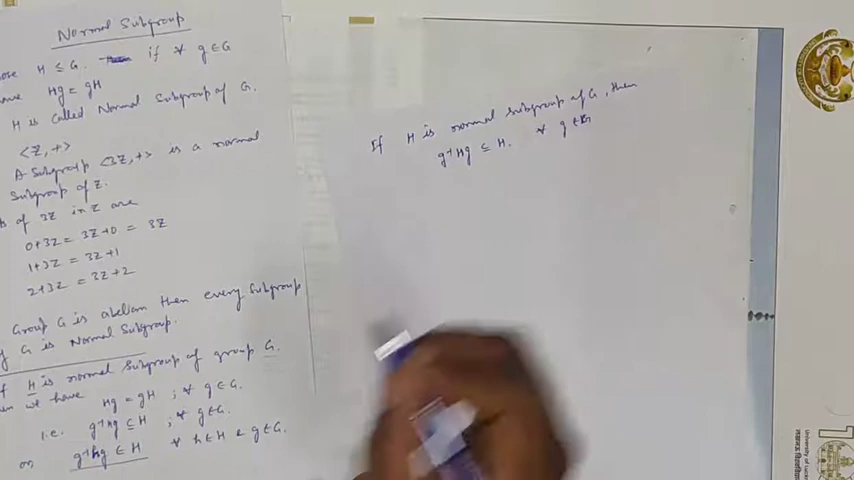 Normal Subgroup
H ≤ G. if ∀ g ∈ G
Hg = gH
H is called Normal Subgroup of G.
<Z, +>
A Subgroup <3Z, +> is a normal
Subgroup of Z.
of 3Z in Z are
0+3Z = 3Z+0 = 3Z
1+3Z = 3Z+1
2+3Z = 3Z+2
Group G is abelian then every Subgroup
G is Normal Subgroup.
H is normal Subgroup of group G.
we have Hg = gH ; ∀ g ∈ G.
i.e. g⁻¹Hg ⊆ H ; ∀ g ∈ G.
or g⁻¹hg ∈ H ∀ h ∈ H & g ∈ G.
If H is normal subgroup of G, then
g⁻¹Hg ⊆ H. ∀ g ∈ G